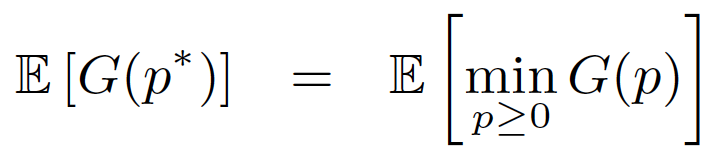 𝔼 [G(p*)] = 𝔼 [min_{p≥0} G(p)]